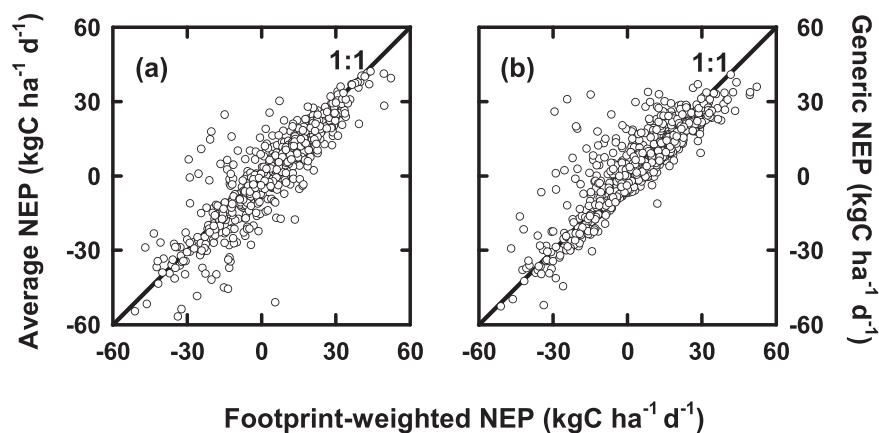 Average NEP (kgC ha⁻¹ d⁻¹)
60
30
0
-30
-60
(a)
1:1
-60 -30 0 30 60
(b)
1:1
-60 -30 0 30 60
60
30
0
-30
-60
Generic NEP (kgC ha⁻¹ d⁻¹)
Footprint-weighted NEP (kgC ha⁻¹ d⁻¹)